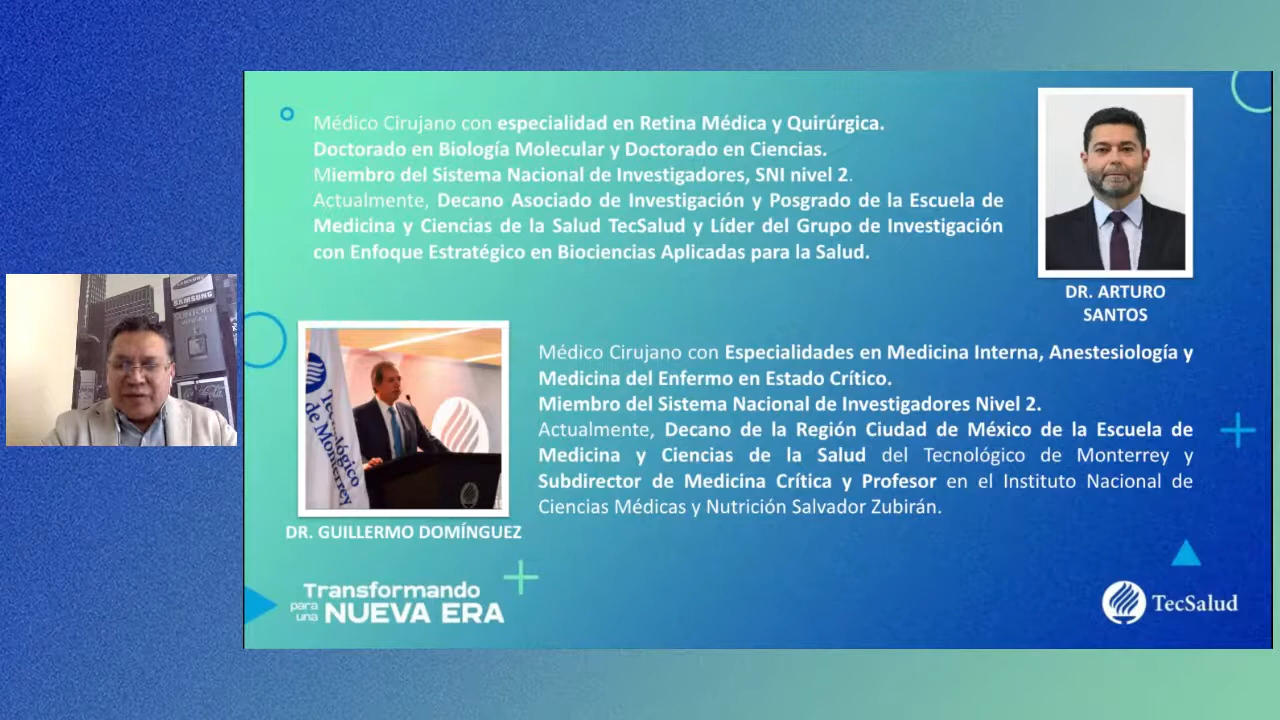 Médico Cirujano con especialidad en Retina Médica y Quirúrgica.
Doctorado en Biología Molecular y Doctorado en Ciencias.
Miembro del Sistema Nacional de Investigadores, SNI nivel 2.
Actualmente, Decano Asociado de Investigación y Posgrado de la Escuela de
Medicina y Ciencias de la Salud TecSalud y Líder del Grupo de Investigación
con Enfoque Estratégico en Biociencias Aplicadas para la Salud.
DR. ARTURO
SANTOS
SAMSUNG
Tecnológico
de Monterrey
DR. GUILLERMO DOMÍNGUEZ
Médico Cirujano con Especialidades en Medicina Interna, Anestesiología y
Medicina del Enfermo en Estado Crítico.
Miembro del Sistema Nacional de Investigadores Nivel 2.
Actualmente, Decano de la Región Ciudad de México de la Escuela de
Medicina y Ciencias de la Salud del Tecnológico de Monterrey y
Subdirector de Medicina Crítica y Profesor en el Instituto Nacional de
Ciencias Médicas y Nutrición Salvador Zubirán.
Transformando
para una NUEVA ERA
TecSalud